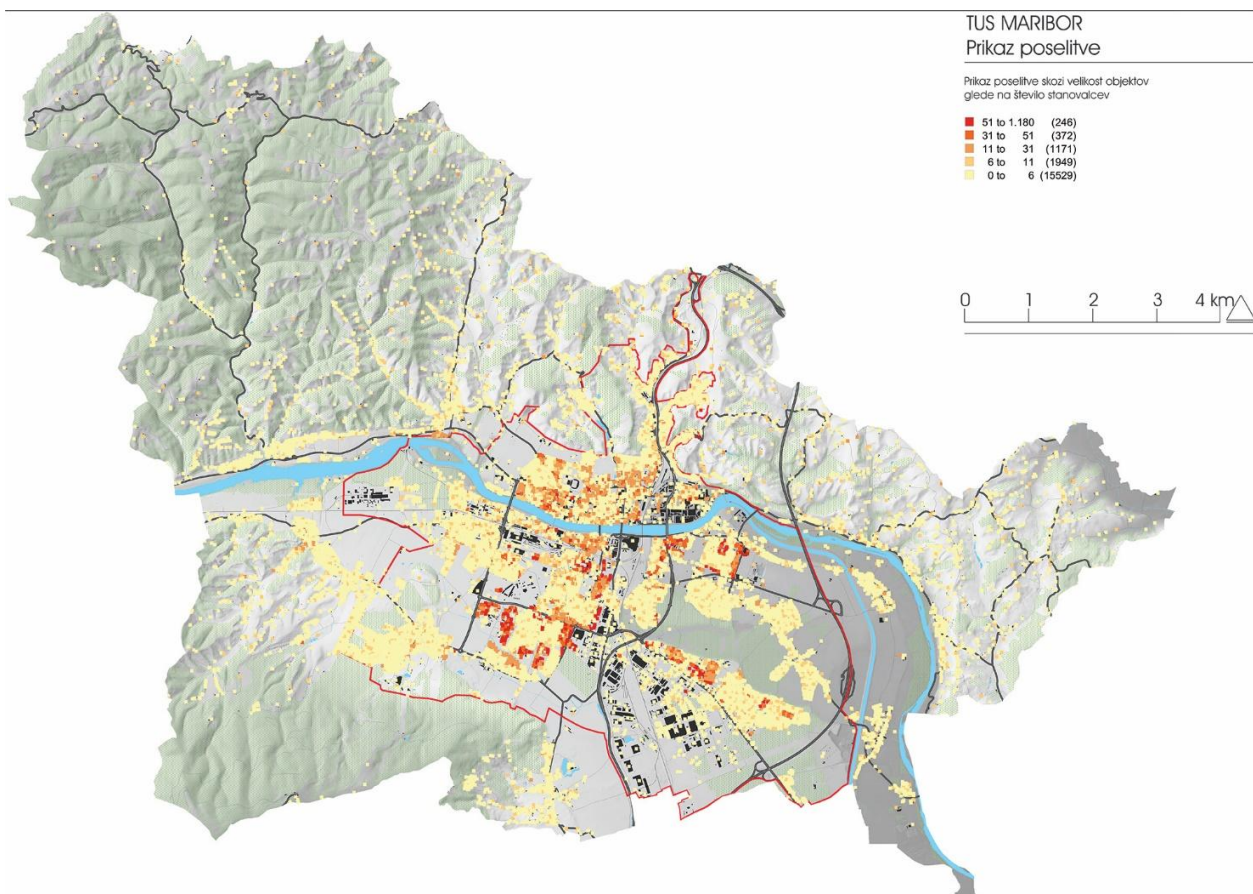 TUS MARIBOR
Prikaz poselitve
Prikaz poselitve skozi velikost objektov
glede na število stanovalcev
51 to 1.180 (246)
31 to 51 (372)
11 to 31 (1171)
6 to 11 (1949)
0 to 6 (15529)
0 1 2 3 4 km